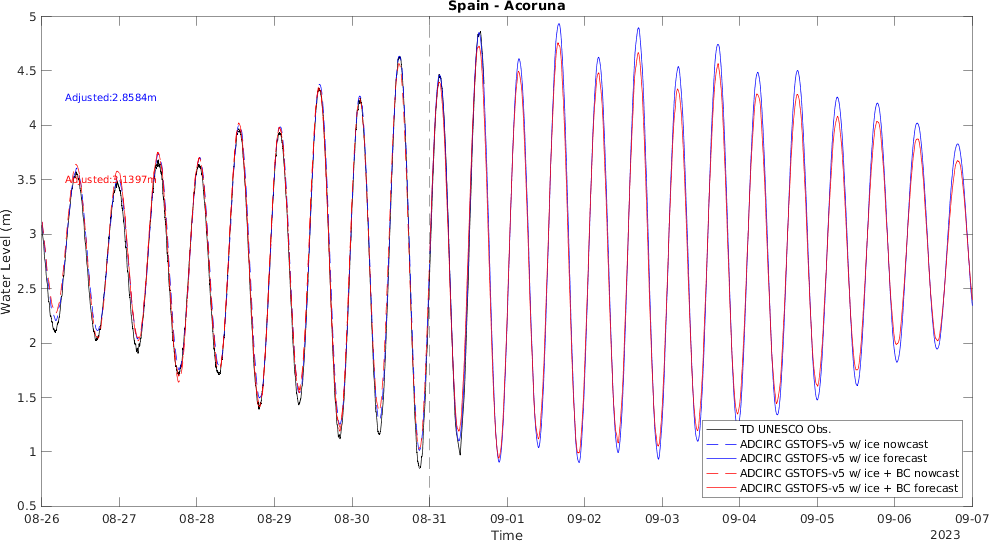 Spain - Acoruna
Water Level (m)
5
4.5
4
3.5
3
2.5
2
1.5
1
0.5
Adjusted:2.8584m
Adjusted:3.1397m
TD UNESCO Obs.
ADCIRC GSTOFS-v5 w/ ice nowcast
ADCIRC GSTOFS-v5 w/ ice forecast
ADCIRC GSTOFS-v5 w/ ice + BC nowcast
ADCIRC GSTOFS-v5 w/ ice + BC forecast
08-26 08-27 08-28 08-29 08-30 08-31 09-01 09-02 09-03 09-04 09-05 09-06 09-07
Time
2023